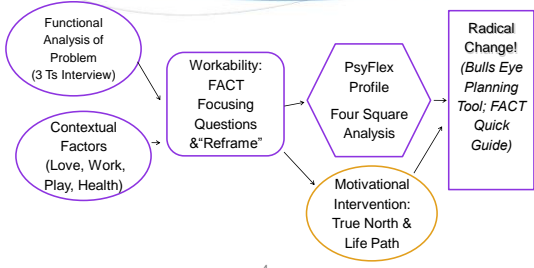 Functional
Analysis of
Problem
(3 Ts Interview)
Contextual
Factors
(Love, Work,
Play, Health)
Workability:
FACT
Focusing
Questions
&“Reframe”
PsyFlex
Profile
Four Square
Analysis
Motivational
Intervention:
True North &
Life Path
Radical
Change!
(Bulls Eye
Planning
Tool; FACT
Quick
Guide)